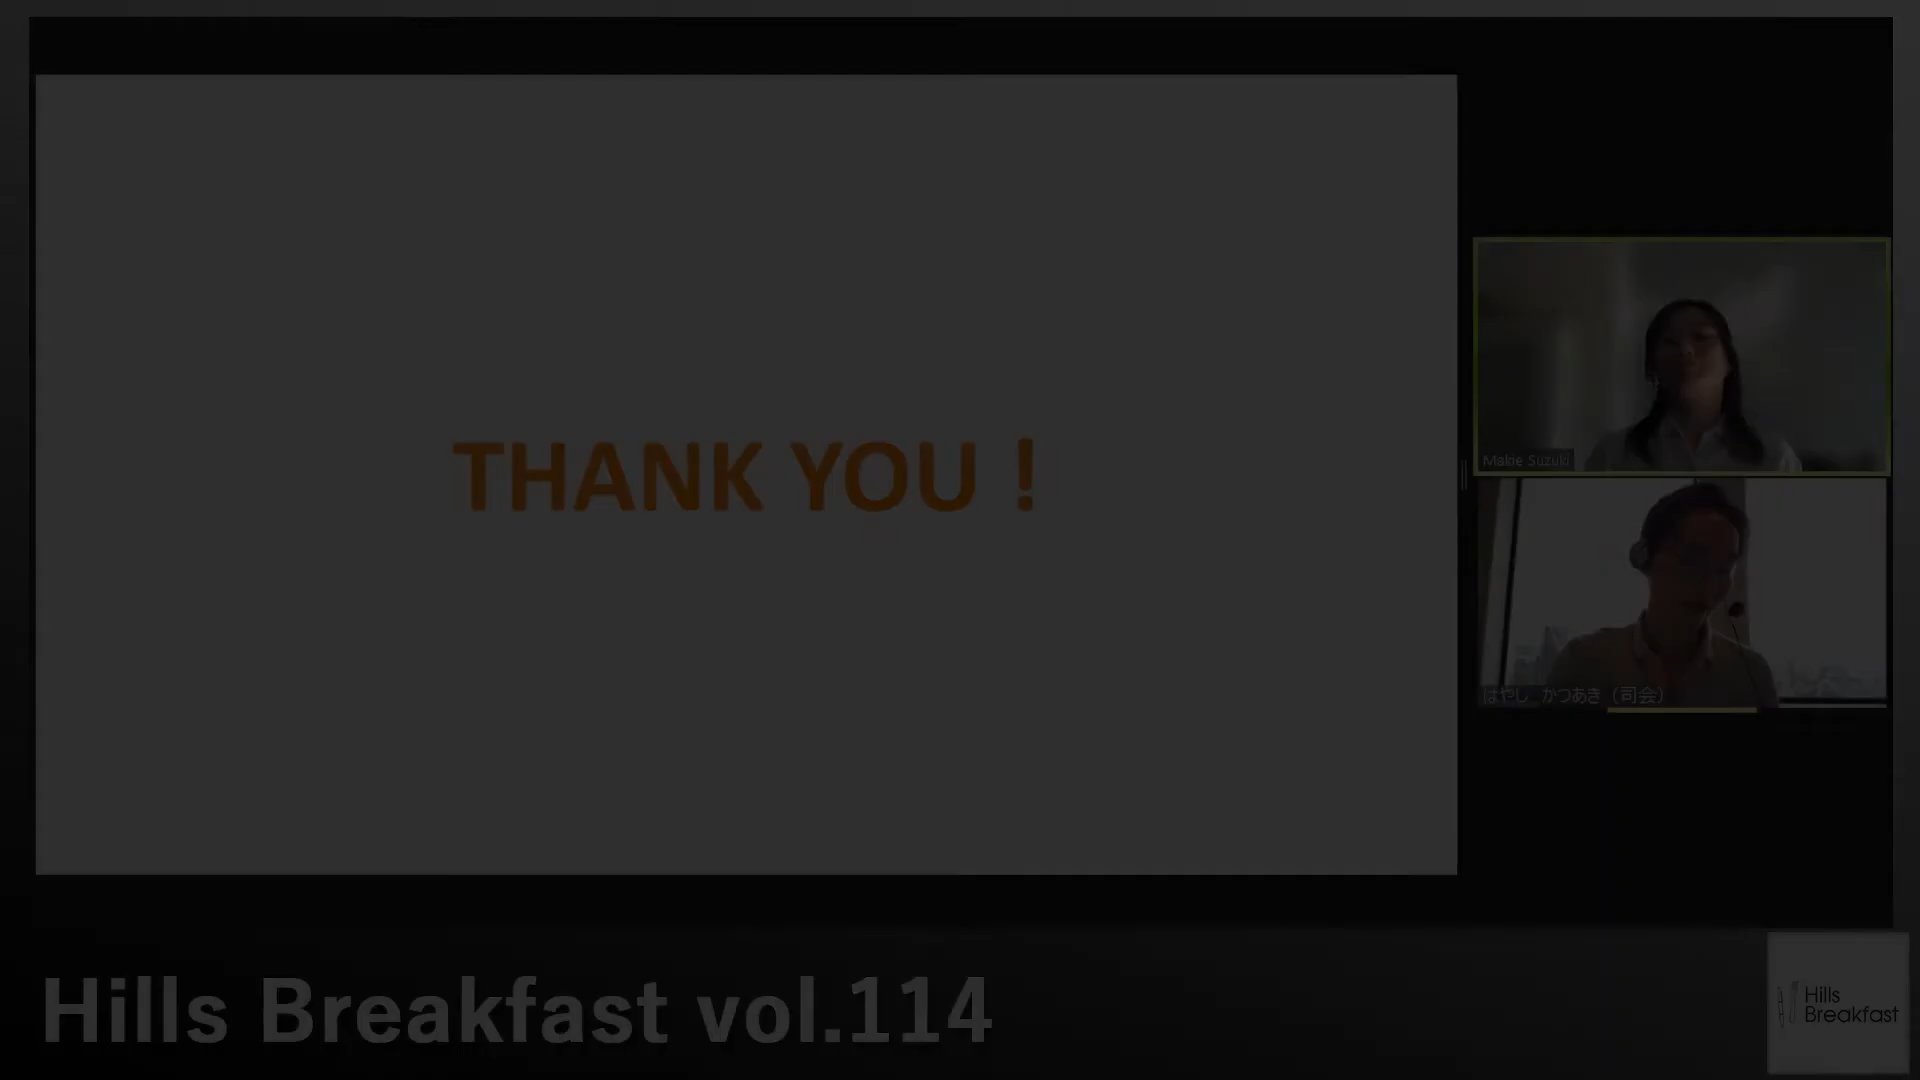 THANK YOU !
Makie Suzuki
はやし かつあき（司会）
Hills Breakfast vol.114
Hills
Breakfast